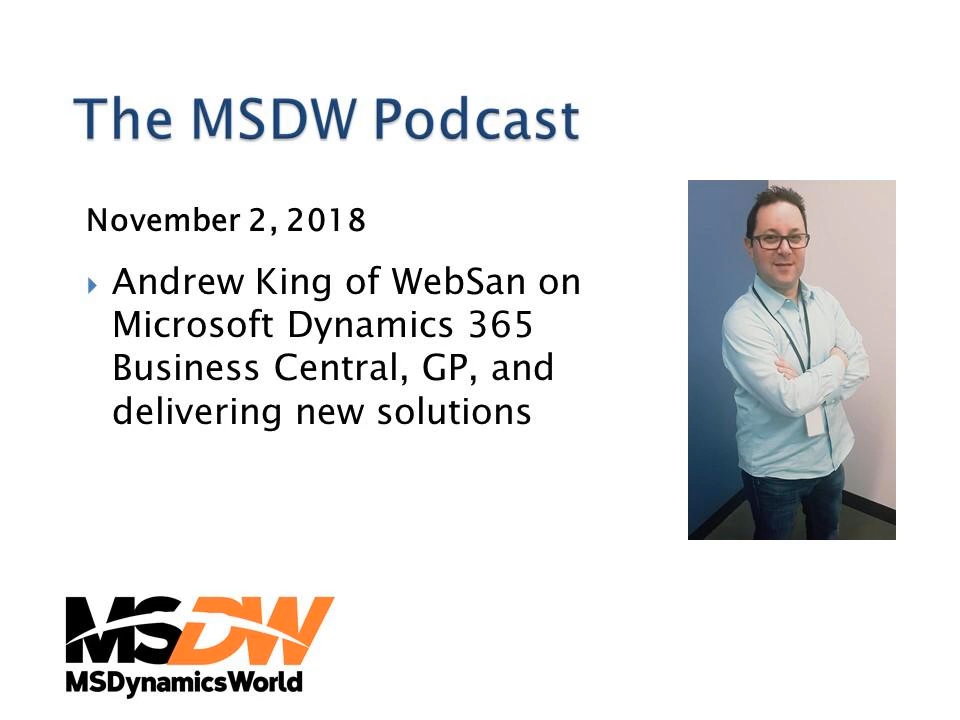 The MSDW Podcast
November 2, 2018
Andrew King of WebSan on
Microsoft Dynamics 365
Business Central, GP, and
delivering new solutions
MSDW
MSDynamicsWorld